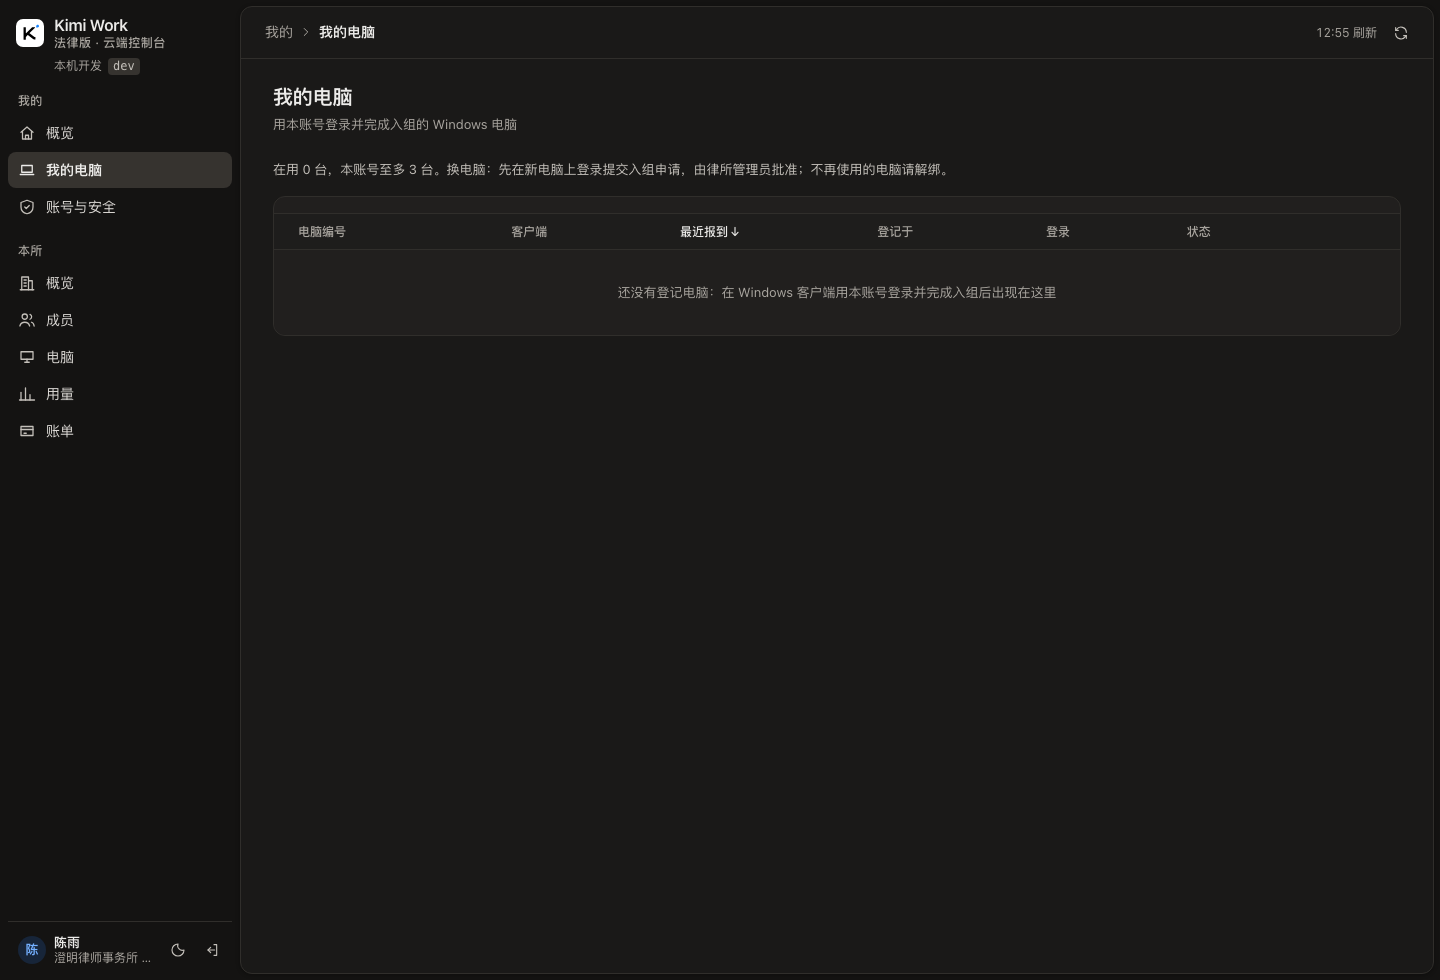 Kimi Work
法律版 · 云端控制台
本机开发 dev
我的
概览
我的电脑
账号与安全
本所
概览
成员
电脑
用量
账单
陈
陈雨
澄明律师事务所 ...
我的 > 我的电脑
12:55 刷新
我的电脑
用本账号登录并完成入组的 Windows 电脑
在用 0 台，本账号至多 3 台。换电脑：先在新电脑上登录提交入组申请，由律所管理员批准；不再使用的电脑请解绑。
电脑编号 客户端 最近报到 ↓ 登记于 登录 状态
还没有登记电脑：在 Windows 客户端用本账号登录并完成入组后出现在这里